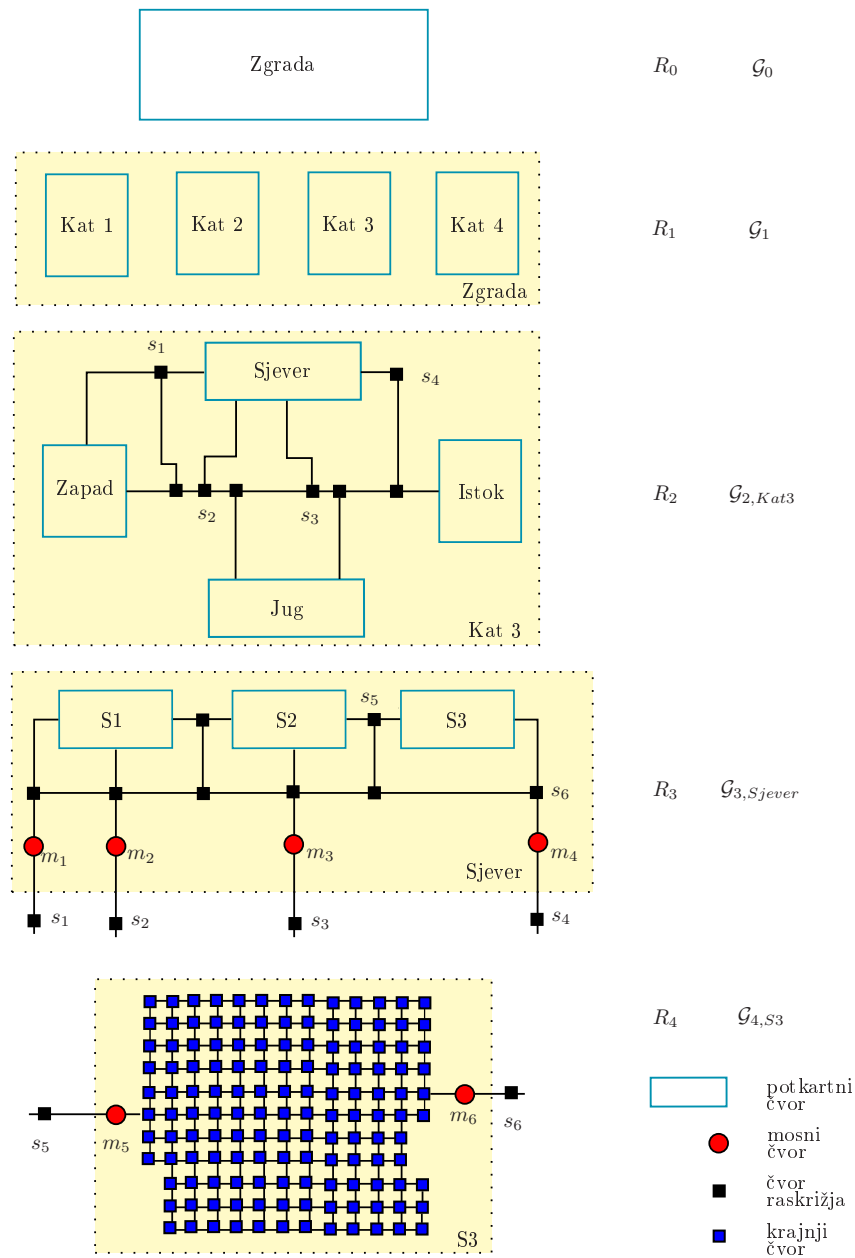 Zgrada R₀ 𝒢₀
Kat 1 Kat 2 Kat 3 Kat 4 R₁ 𝒢₁
Zgrada
s₁
Sjever
s₄
Zapad Istok R₂ 𝒢₂,Kat3
s₂ s₃
Jug
Kat 3
s₅
S1 S2 S3
s₆ R₃ 𝒢₃,Sjever
m₁ m₂ m₃ m₄
Sjever
s₁ s₂ s₃ s₄
R₄ 𝒢₄,S3
m₆ s₆
s₅ m₅
S3
potkartni
čvor
mosni
čvor
čvor
raskrižja
krajnji
čvor